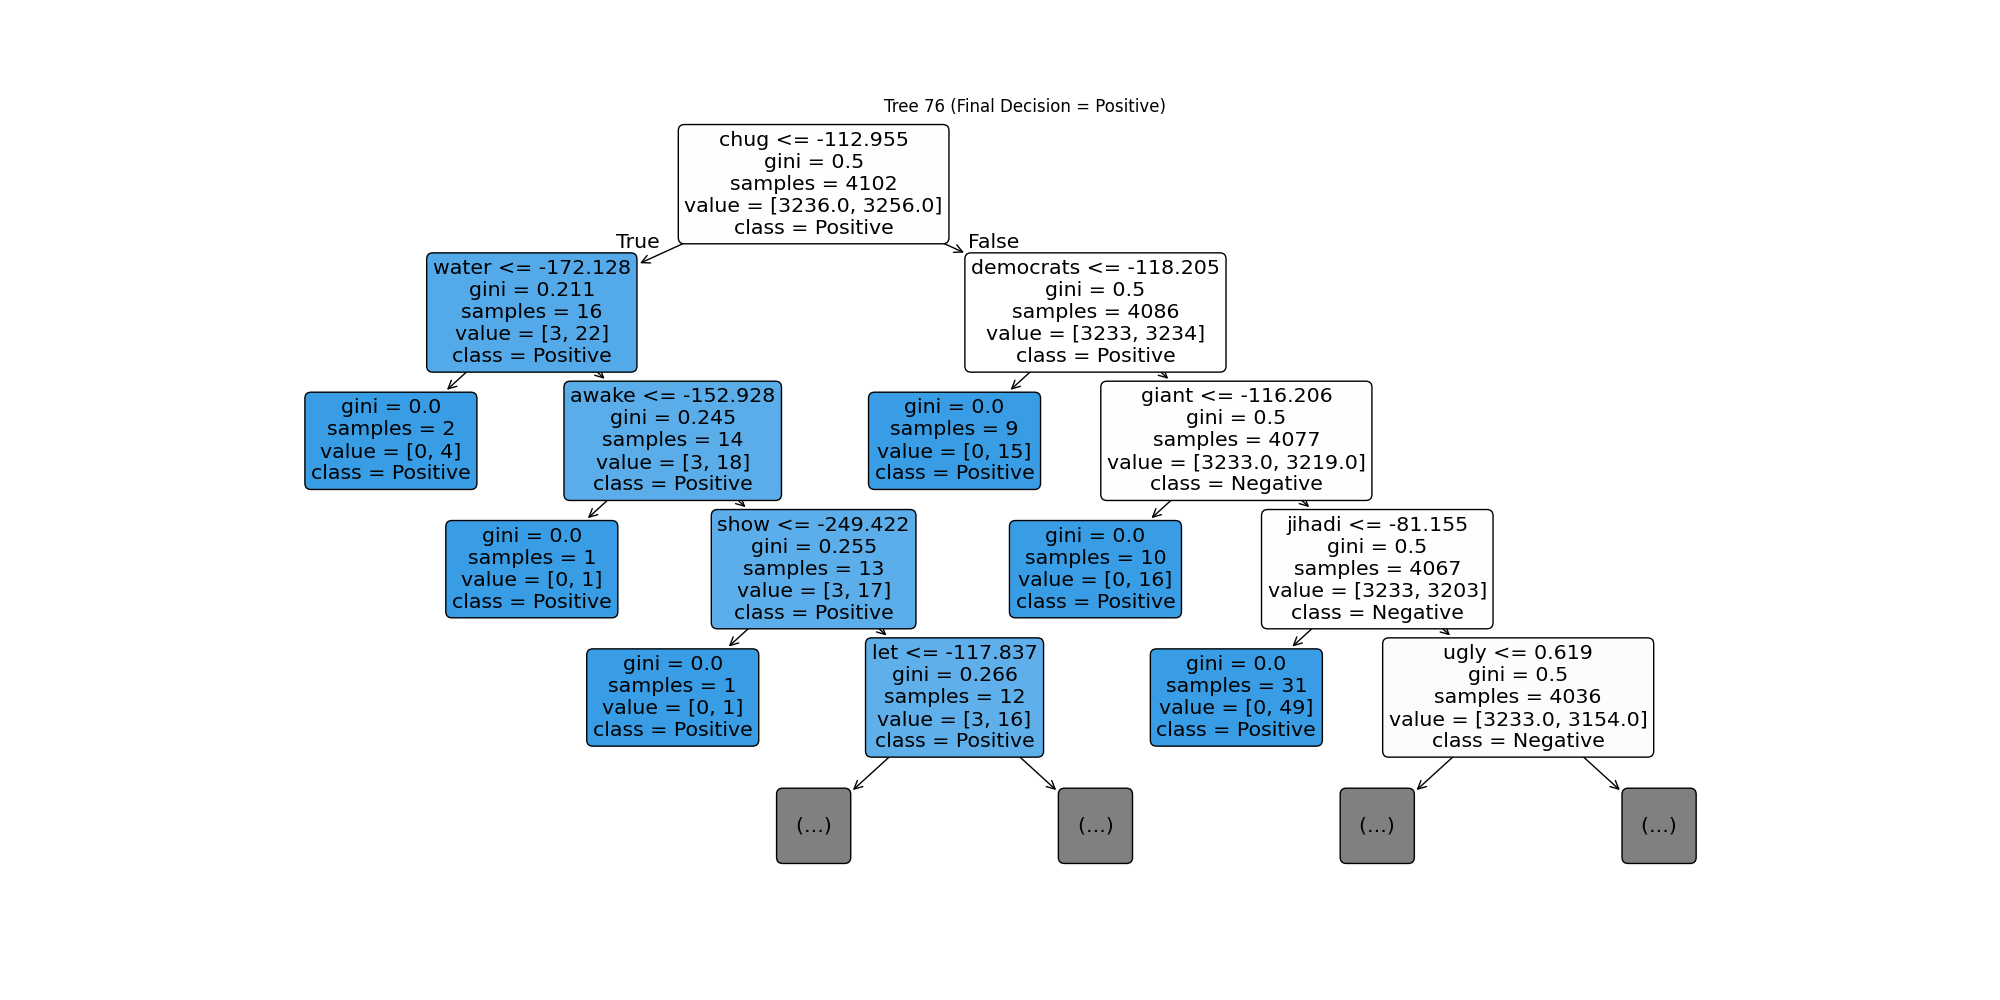 Tree 76 (Final Decision = Positive)
chug <= -112.955
gini = 0.5
samples = 4102
value = [3236.0, 3256.0]
class = Positive
True
False
water <= -172.128
gini = 0.211
samples = 16
value = [3, 22]
class = Positive
democrats <= -118.205
gini = 0.5
samples = 4086
value = [3233, 3234]
class = Positive
gini = 0.0
samples = 2
value = [0, 4]
class = Positive
awake <= -152.928
gini = 0.245
samples = 14
value = [3, 18]
class = Positive
gini = 0.0
samples = 9
value = [0, 15]
class = Positive
giant <= -116.206
gini = 0.5
samples = 4077
value = [3233.0, 3219.0]
class = Negative
gini = 0.0
samples = 1
value = [0, 1]
class = Positive
show <= -249.422
gini = 0.255
samples = 13
value = [3, 17]
class = Positive
gini = 0.0
samples = 10
value = [0, 16]
class = Positive
jihadi <= -81.155
gini = 0.5
samples = 4067
value = [3233, 3203]
class = Negative
gini = 0.0
samples = 1
value = [0, 1]
class = Positive
let <= -117.837
gini = 0.266
samples = 12
value = [3, 16]
class = Positive
gini = 0.0
samples = 31
value = [0, 49]
class = Positive
ugly <= 0.619
gini = 0.5
samples = 4036
value = [3233.0, 3154.0]
class = Negative
(...)
(...)
(...)
(...)